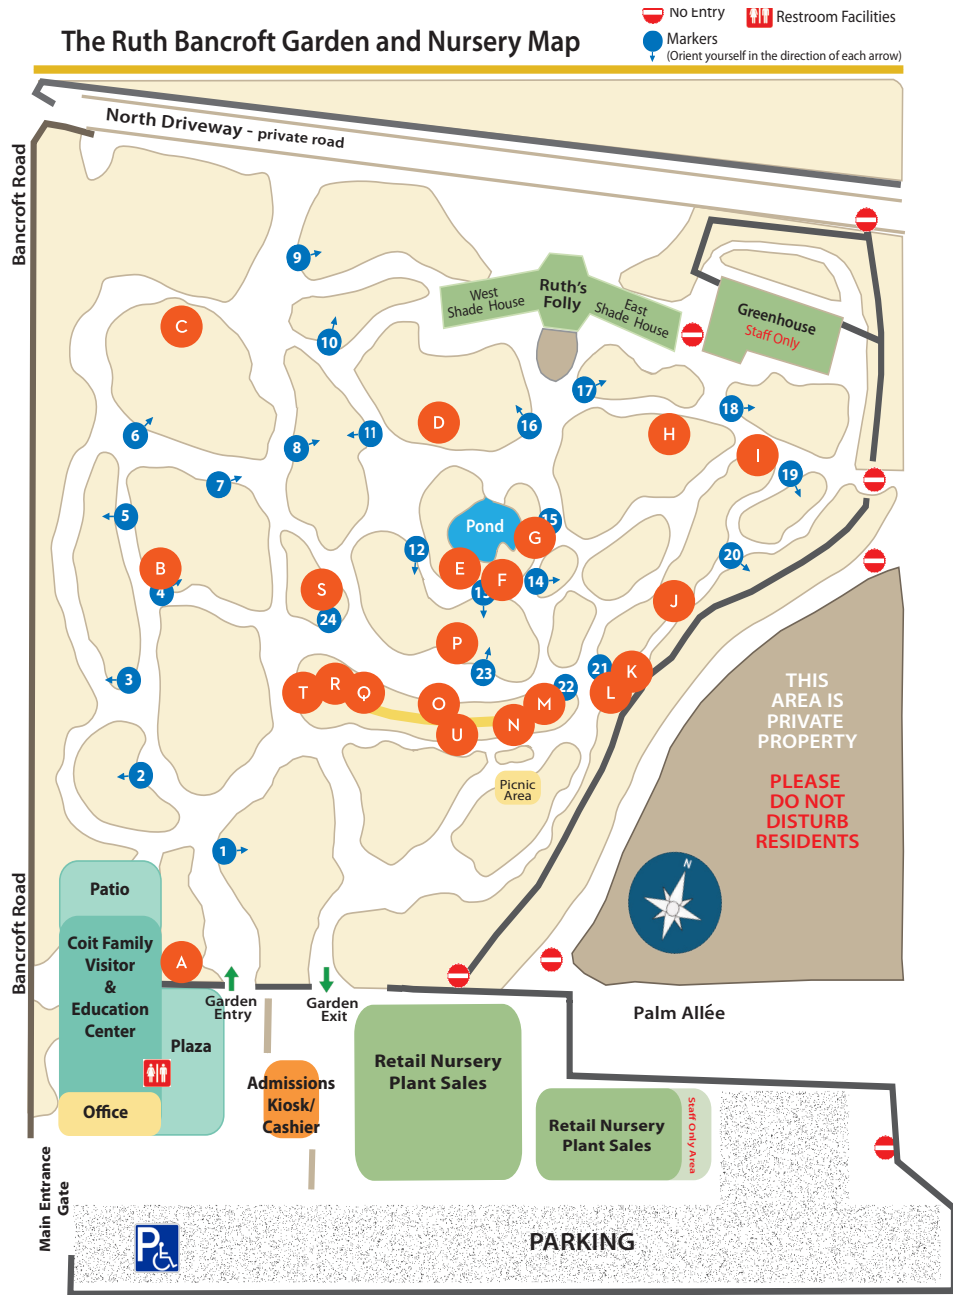 No Entry
Restroom Facilities
The Ruth Bancroft Garden and Nursery Map
Markers
(Orient yourself in the direction of each arrow)
North Driveway - private road
Bancroft Road
9
West
Shade House
Ruth's
Folly
East
Shade House
Greenhouse
Staff Only
C
10
17
18
D
H
6
8
11
16
I
7
19
5
Pond
15
G
12
20
B
4
E
F
14
13
S
24
J
P
23
3
T
R
Q
O
U
N
M
22
21
L
K
THIS
AREA IS
PRIVATE
PROPERTY
PLEASE
DO NOT
DISTURB
RESIDENTS
2
Picnic
Area
1
N
Bancroft Road
Patio
Coit Family
Visitor
&
Education
Center
A
Garden
Entry
Garden
Exit
Palm Allée
Plaza
Office
Admissions
Kiosk/
Cashier
Retail Nursery
Plant Sales
Retail Nursery
Plant Sales
Staff Only Area
Main Entrance
Gate
P
PARKING